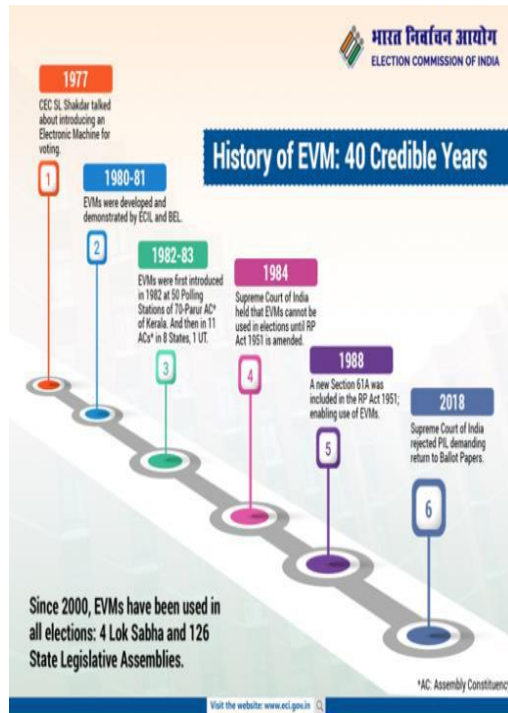 भारत निर्वाचन आयोग
ELECTION COMMISSION OF INDIA
History of EVM: 40 Credible Years
1977
CEC SL Shakdar talked
about introducing an
Electronic Machine for
voting.
1
1980-81
EVMs were developed and
demonstrated by ECIL and BEL.
2
1982-83
EVMs were first introduced
in 1982 at 50 Polling
Stations of 70-Parur AC*
of Kerala. And then in 11
ACs* in 8 States, 1 UT.
3
1984
Supreme Court of India
held that EVMs cannot be
used in elections until RP
Act 1951 is amended.
4
1988
A new Section 61A was
included in the RP Act 1951;
enabling use of EVMs.
5
2018
Supreme Court of India
rejected PIL demanding
return to Ballot Papers.
6
Since 2000, EVMs have been used in
all elections: 4 Lok Sabha and 126
State Legislative Assemblies.
*AC: Assembly Constituency
Visit the website: www.eci.gov.in